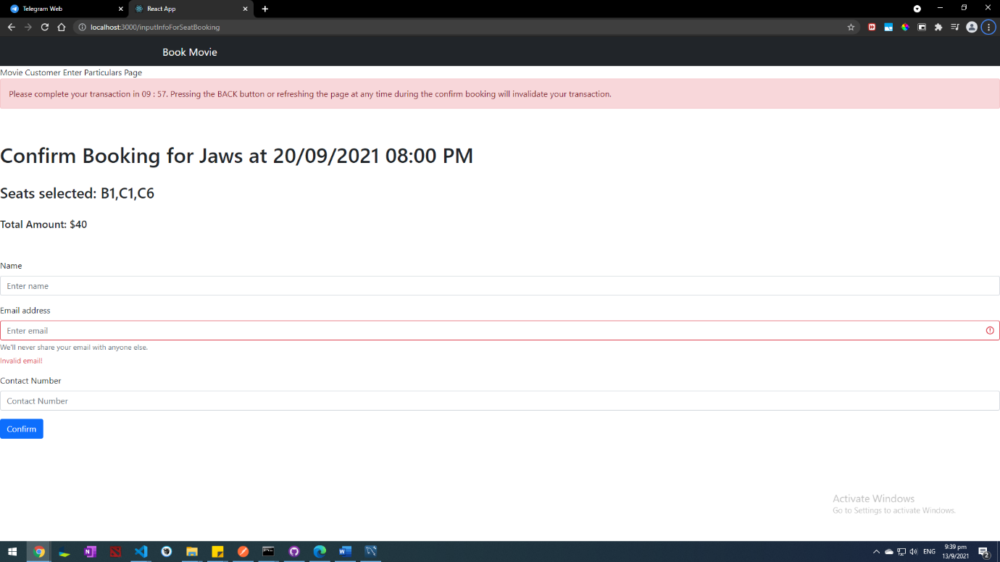 Telegram Web
React App
localhost:3000/inputInfoForSeatBooking
Book Movie
Movie Customer Enter Particulars Page
Please complete your transaction in 09 : 57. Pressing the BACK button or refreshing the page at any time during the confirm booking will invalidate your transaction.
Confirm Booking for Jaws at 20/09/2021 08:00 PM
Seats selected: B1,C1,C6
Total Amount: $40
Name
Enter name
Email address
Enter email
We'll never share your email with anyone else.
Invalid email!
Contact Number
Contact Number
Confirm
Activate Windows
Go to Settings to activate Windows.
ENG
9:39 pm
13/9/2021
2